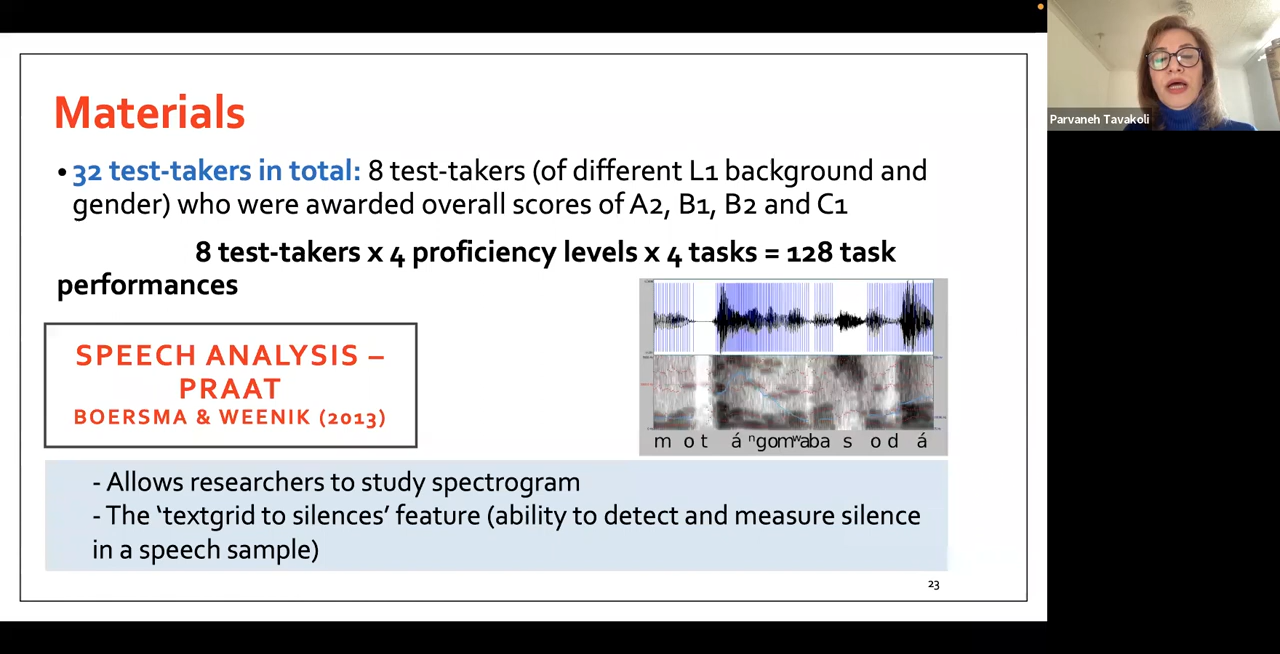 Materials
• 32 test-takers in total: 8 test-takers (of different L1 background and
gender) who were awarded overall scores of A2, B1, B2 and C1
8 test-takers x 4 proficiency levels x 4 tasks = 128 task
performances
SPEECH ANALYSIS –
PRAAT
BOERSMA & WEENIK (2013)
m o t á ⁿgomʷaba s o d á
- Allows researchers to study spectrogram
- The ‘textgrid to silences’ feature (ability to detect and measure silence
in a speech sample)
23
Parvaneh Tavakoli